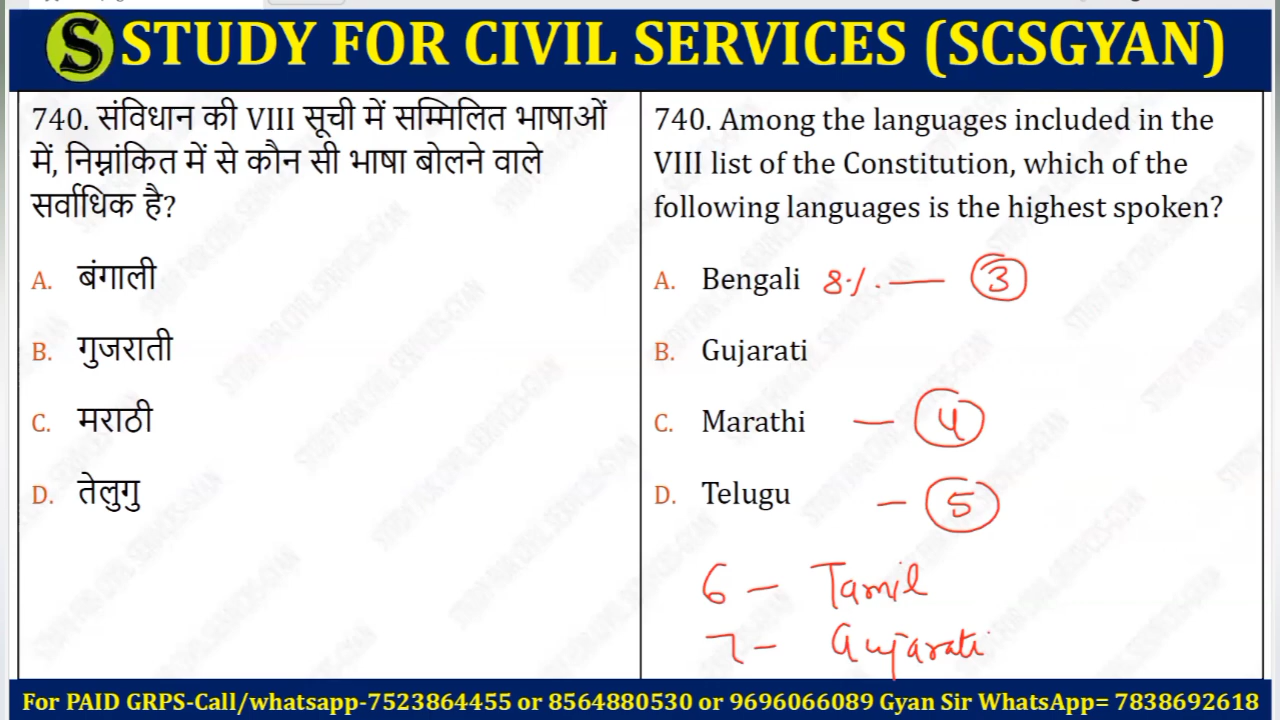 STUDY FOR CIVIL SERVICES (SCSGYAN)
740. संविधान की VIII सूची में सम्मिलित भाषाओं
में, निम्नांकित में से कौन सी भाषा बोलने वाले
सर्वाधिक है?
A. बंगाली
B. गुजराती
C. मराठी
D. तेलुगु
740. Among the languages included in the
VIII list of the Constitution, which of the
following languages is the highest spoken?
A. Bengali 8%. — 3
B. Gujarati
C. Marathi — 4
D. Telugu — 5
6 — Tamil
7 — Gujarati
For PAID GRPS-Call/whatsapp-7523864455 or 8564880530 or 9696066089 Gyan Sir WhatsApp= 7838692618